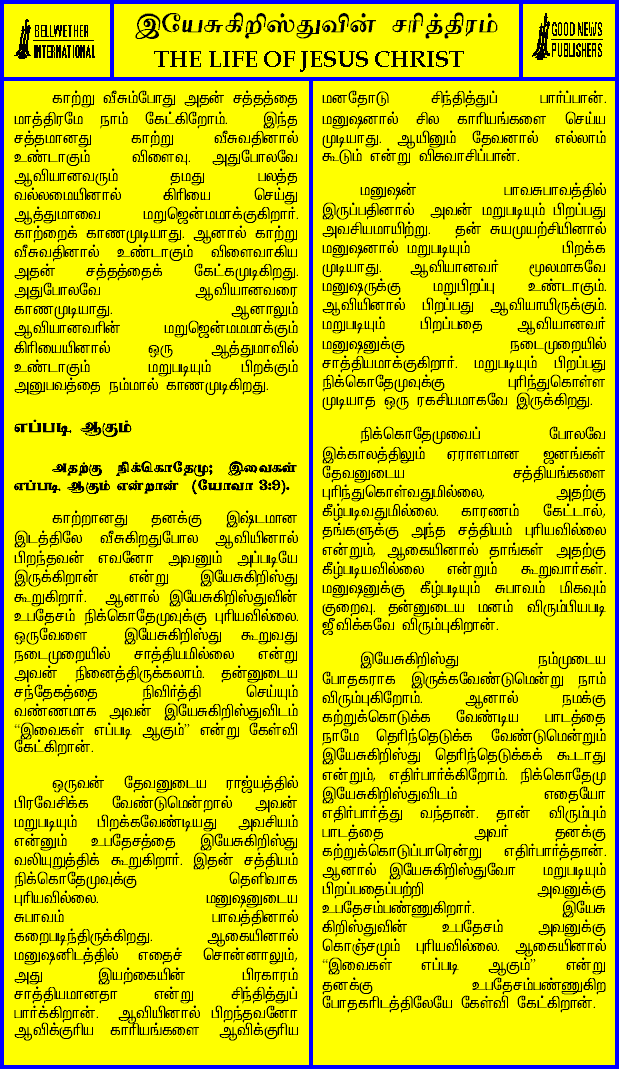 BELLWETHER
INTERNATIONAL
இயேசுகிறிஸ்துவின் சரித்திரம்
THE LIFE OF JESUS CHRIST
GOOD NEWS
PUBLISHERS
காற்று வீசும்போது அதன் சத்தத்தை
மாத்திரமே நாம் கேட்கிறோம். இந்த
சத்தமானது காற்று வீசுவதினால்
உண்டாகும் விளைவு. அதுபோலவே
ஆவியானவரும் தமது பலத்த
வல்லமையினால் கிரியை செய்து
ஆத்துமாவை மறுஜென்மமாக்குகிறார்.
காற்றைக் காணமுடியாது. ஆனால் காற்று
வீசுவதினால் உண்டாகும் விளைவாகிய
அதன் சத்தத்தைக் கேட்கமுடிகிறது.
அதுபோலவே ஆவியானவரை
காணமுடியாது. ஆனாலும்
ஆவியானவரின் மறுஜென்மமாக்கும்
கிரியையினால் ஒரு ஆத்துமாவில்
உண்டாகும் மறுபடியும் பிறக்கும்
அனுபவத்தை நம்மால் காணமுடிகிறது.
எப்படி ஆகும்
அதற்கு நிக்கொதேமு; இவைகள்
எப்படி ஆகும் என்றான் (யோவா 3:9).
காற்றானது தனக்கு இஷ்டமான
இடத்திலே வீசுகிறதுபோல ஆவியினால்
பிறந்தவன் எவனோ அவனும் அப்படியே
இருக்கிறான் என்று இயேசுகிறிஸ்து
கூறுகிறார். ஆனால் இயேசுகிறிஸ்துவின்
உபதேசம் நிக்கொதேமுவுக்கு புரியவில்லை.
ஒருவேளை இயேசுகிறிஸ்து கூறுவது
நடைமுறையில் சாத்தியமில்லை என்று
அவன் நினைத்திருக்கலாம். தன்னுடைய
சந்தேகத்தை நிவிர்த்தி செய்யும்
வண்ணமாக அவன் இயேசுகிறிஸ்துவிடம்
“இவைகள் எப்படி ஆகும்” என்று கேள்வி
கேட்கிறான்.
ஒருவன் தேவனுடைய ராஜ்யத்தில்
பிரவேசிக்க வேண்டுமென்றால் அவன்
மறுபடியும் பிறக்கவேண்டியது அவசியம்
என்னும் உபதேசத்தை இயேசுகிறிஸ்து
வலியுறுத்திக் கூறுகிறார். இதன் சத்தியம்
நிக்கொதேமுவுக்கு தெளிவாக
புரியவில்லை. மனுஷனுடைய
சுபாவம் பாவத்தினால்
கறைபடிந்திருக்கிறது. ஆகையினால்
மனுஷனிடத்தில் எதைச் சொன்னாலும்,
அது இயற்கையின் பிரகாரம்
சாத்தியமானதா என்று சிந்தித்துப்
பார்க்கிறான். ஆவியினால் பிறந்தவனோ
ஆவிக்குரிய காரியங்களை ஆவிக்குரிய
மனதோடு சிந்தித்துப் பார்ப்பான்.
மனுஷனால் சில காரியங்களை செய்ய
முடியாது. ஆயினும் தேவனால் எல்லாம்
கூடும் என்று விசுவாசிப்பான்.
மனுஷன் பாவசுபாவத்தில்
இருப்பதினால் அவன் மறுபடியும் பிறப்பது
அவசியமாயிற்று. தன் சுயமுயற்சியினால்
மனுஷனால் மறுபடியும் பிறக்க
முடியாது. ஆவியானவர் மூலமாகவே
மனுஷருக்கு மறுபிறப்பு உண்டாகும்.
ஆவியினால் பிறப்பது ஆவியாயிருக்கும்.
மறுபடியும் பிறப்பதை ஆவியானவர்
மனுஷனுக்கு நடைமுறையில்
சாத்தியமாக்குகிறார். மறுபடியும் பிறப்பது
நிக்கொதேமுவுக்கு புரிந்துகொள்ள
முடியாத ஒரு ரகசியமாகவே இருக்கிறது.
நிக்கொதேமுவைப் போலவே
இக்காலத்திலும் ஏராளமான ஜனங்கள்
தேவனுடைய சத்தியங்களை
புரிந்துகொள்வதுமில்லை, அதற்கு
கீழ்படிவதுமில்லை. காரணம் கேட்டால்,
தங்களுக்கு அந்த சத்தியம் புரியவில்லை
என்றும், ஆகையினால் தாங்கள் அதற்கு
கீழ்படியவில்லை என்றும் கூறுவார்கள்.
மனுஷனுக்கு கீழ்படியும் சுபாவம் மிகவும்
குறைவு. தன்னுடைய மனம் விரும்பியபடி
ஜீவிக்கவே விரும்புகிறான்.
இயேசுகிறிஸ்து நம்முடைய
போதகராக இருக்கவேண்டுமென்று நாம்
விரும்புகிறோம். ஆனால் நமக்கு
கற்றுக்கொடுக்க வேண்டிய பாடத்தை
நாமே தெரிந்தெடுக்க வேண்டுமென்றும்
இயேசுகிறிஸ்து தெரிந்தெடுக்கக் கூடாது
என்றும், எதிர்பார்க்கிறோம். நிக்கொதேமு
இயேசுகிறிஸ்துவிடம் எதையோ
எதிர்பார்த்து வந்தான். தான் விரும்பும்
பாடத்தை அவர் தனக்கு
கற்றுக்கொடுப்பாரென்று எதிர்பார்த்தான்.
ஆனால் இயேசுகிறிஸ்துவோ மறுபடியும்
பிறப்பதைப்பற்றி அவனுக்கு
உபதேசம்பண்ணுகிறார். இயேசு
கிறிஸ்துவின் உபதேசம் அவனுக்கு
கொஞ்சமும் புரியவில்லை. ஆகையினால்
“இவைகள் எப்படி ஆகும்” என்று
தனக்கு உபதேசம்பண்ணுகிற
போதகரிடத்திலேயே கேள்வி கேட்கிறான்.